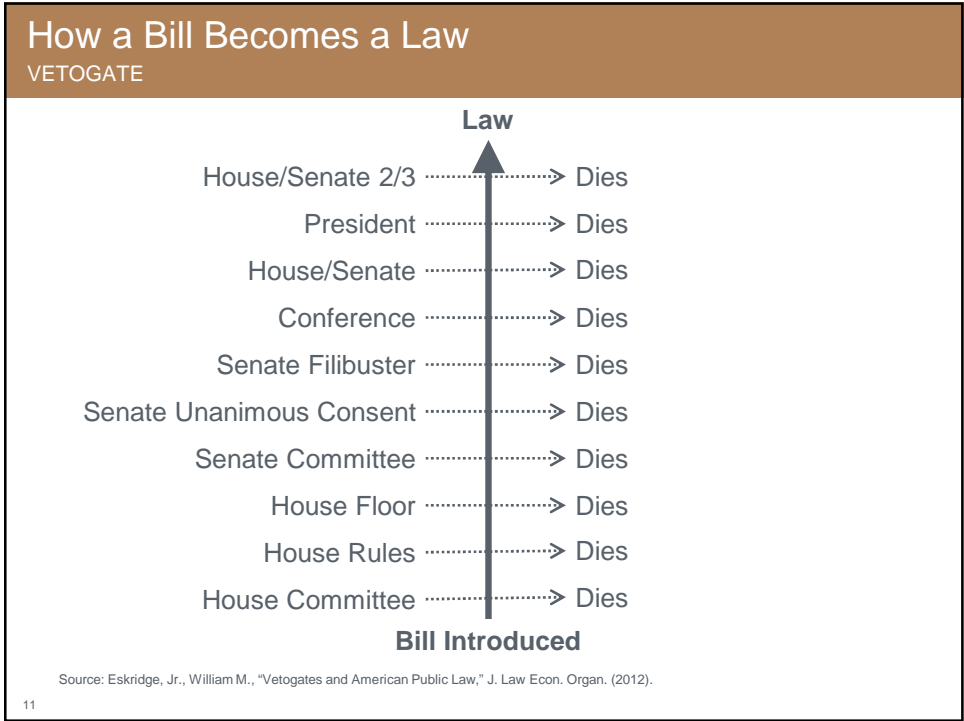 How a Bill Becomes a Law
VETOGATE
Law
House/Senate 2/3 Dies
President Dies
House/Senate Dies
Conference Dies
Senate Filibuster Dies
Senate Unanimous Consent Dies
Senate Committee Dies
House Floor Dies
House Rules Dies
House Committee Dies
Bill Introduced
Source: Eskridge, Jr., William M., “Vetogates and American Public Law,” J. Law Econ. Organ. (2012).
11